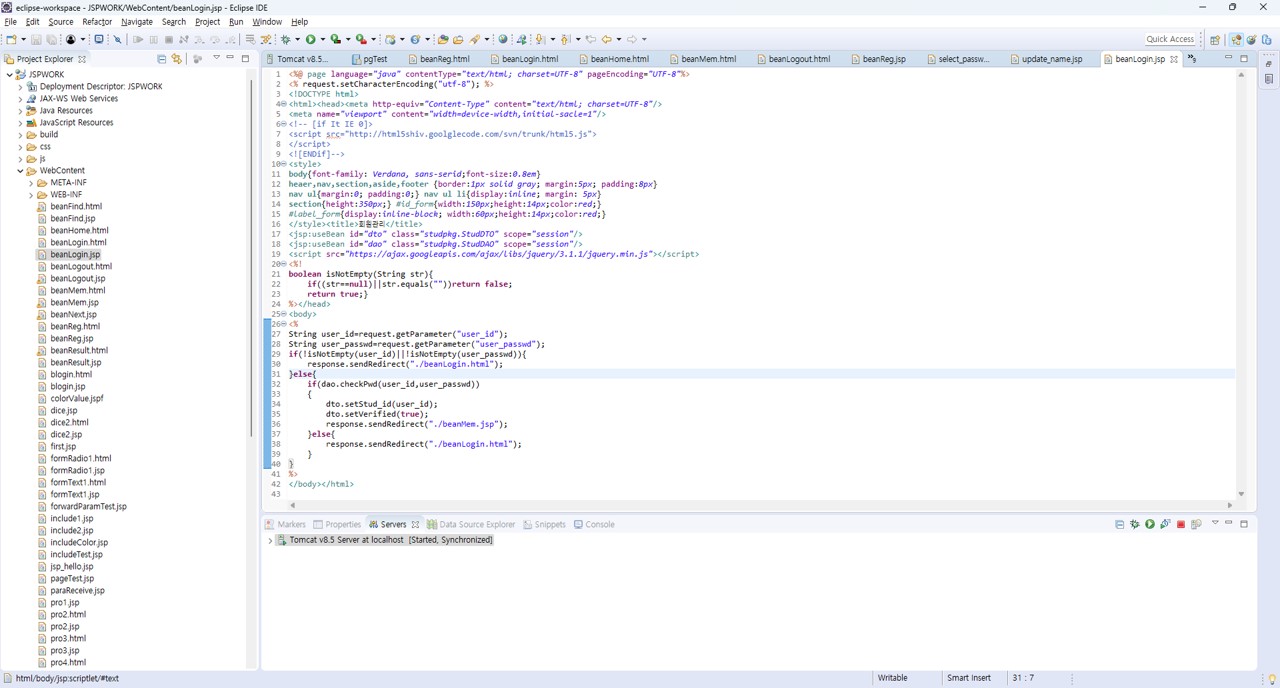 eclipse-workspace - JSPWORK/WebContent/beanLogin.jsp - Eclipse IDE
File Edit Source Refactor Navigate Search Project Run Window Help
Quick Access
Project Explorer
JSPWORK
Deployment Descriptor: JSPWORK
JAX-WS Web Services
Java Resources
JavaScript Resources
build
css
js
WebContent
META-INF
WEB-INF
beanFind.html
beanFind.jsp
beanHome.html
beanLogin.html
beanLogin.jsp
beanLogout.html
beanLogout.jsp
beanMem.html
beanMem.jsp
beanNext.jsp
beanReg.html
beanReg.jsp
beanResult.html
beanResult.jsp
blogin.html
blogin.jsp
colorValue.jspf
dice.jsp
dice2.html
dice2.jsp
first.jsp
formRadio1.html
formRadio1.jsp
formText1.html
formText1.jsp
forwardParamTest.jsp
include1.jsp
include2.jsp
includeColor.jsp
includeTest.jsp
jsp_hello.jsp
pageTest.jsp
paraReceive.jsp
pro1.jsp
pro2.html
pro2.jsp
pro3.html
pro3.jsp
pro4.html
Tomcat v8.5... pgTest beanReg.html beanLogin.html beanHome.html beanMem.html beanLogout.html beanReg.jsp select_passw... update_name.jsp beanLogin.jsp
1 <%@ page language="java" contentType="text/html; charset=UTF-8" pageEncoding="UTF-8"%>
2 <% request.setCharacterEncoding("utf-8"); %>
3 <!DOCTYPE html>
4 <html><head><meta http-equiv="Content-Type" content="text/html; charset=UTF-8"/>
5 <meta name="viewport" content="width=device-width,initial-sacle=1"/>
6 <!-- [if It IE 0]>
7 <script src="http://html5shiv.goolglecode.com/svn/trunk/html5.js">
8 </script>
9 <![ENDif]-->
10 <style>
11 body{font-family: Verdana, sans-serid;font-size:0.8em}
12 heaer,nav,section,aside,footer {border:1px solid gray; margin:5px; padding:8px}
13 nav ul{margin:0; padding:0;} nav ul li{display:inline; margin: 5px}
14 section{height:350px;} #id_form{width:150px;height:14px;color:red;}
15 #label_form{display:inline-block; width:60px;height:14px;color:red;}
16 </style><title>회원관리</title>
17 <jsp:useBean id="dto" class="studpkg.StudDTO" scope="session"/>
18 <jsp:useBean id="dao" class="studpkg.StudDAO" scope="session"/>
19 <script src="https://ajax.googleapis.com/ajax/libs/jquery/3.1.1/jquery.min.js"></script>
20 <%!
21 boolean isNotEmpty(String str){
22 if((str==null)||str.equals(""))return false;
23 return true;}
24 %></head>
25 <body>
26 <%
27 String user_id=request.getParameter("user_id");
28 String user_passwd=request.getParameter("user_passwd");
29 if(!isNotEmpty(user_id)||!isNotEmpty(user_passwd)){
30 response.sendRedirect("./beanLogin.html");
31 }else{
32 if(dao.checkPwd(user_id,user_passwd))
33 {
34 dto.setStud_id(user_id);
35 dto.setVerified(true);
36 response.sendRedirect("./beanMem.jsp");
37 }else{
38 response.sendRedirect("./beanLogin.html");
39 }
40 }
41 %>
42 </body></html>
43
Markers Properties Servers Data Source Explorer Snippets Console
Tomcat v8.5 Server at localhost [Started, Synchronized]
html/body/jsp:scriptlet/#text Writable Smart Insert 31 : 7